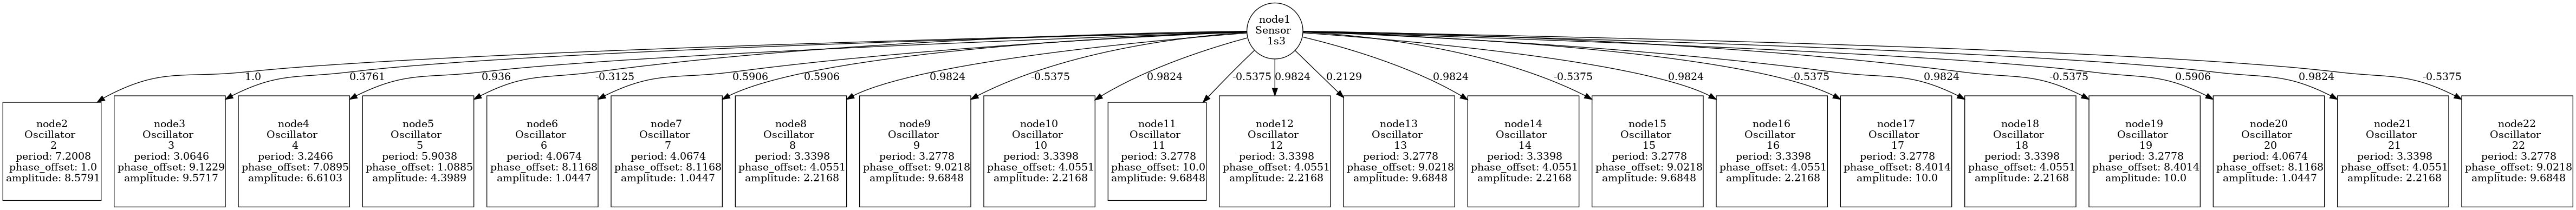 node1
Sensor
1s3
1.0
0.3761
0.936
-0.3125
0.5906
0.5906
0.9824
-0.5375
0.9824
-0.5375
0.9824
0.2129
0.9824
-0.5375
0.9824
-0.5375
0.9824
-0.5375
0.5906
0.9824
-0.5375
node2
Oscillator
2
period: 7.2008
phase_offset: 1.0
amplitude: 8.5791
node3
Oscillator
3
period: 3.0646
phase_offset: 9.1229
amplitude: 9.5717
node4
Oscillator
4
period: 3.2466
phase_offset: 7.0895
amplitude: 6.6103
node5
Oscillator
5
period: 5.9038
phase_offset: 1.0885
amplitude: 4.3989
node6
Oscillator
6
period: 4.0674
phase_offset: 8.1168
amplitude: 1.0447
node7
Oscillator
7
period: 4.0674
phase_offset: 8.1168
amplitude: 1.0447
node8
Oscillator
8
period: 3.3398
phase_offset: 4.0551
amplitude: 2.2168
node9
Oscillator
9
period: 3.2778
phase_offset: 9.0218
amplitude: 9.6848
node10
Oscillator
10
period: 3.3398
phase_offset: 4.0551
amplitude: 2.2168
node11
Oscillator
11
period: 3.2778
phase_offset: 10.0
amplitude: 9.6848
node12
Oscillator
12
period: 3.3398
phase_offset: 4.0551
amplitude: 2.2168
node13
Oscillator
13
period: 3.2778
phase_offset: 9.0218
amplitude: 9.6848
node14
Oscillator
14
period: 3.3398
phase_offset: 4.0551
amplitude: 2.2168
node15
Oscillator
15
period: 3.2778
phase_offset: 9.0218
amplitude: 9.6848
node16
Oscillator
16
period: 3.3398
phase_offset: 4.0551
amplitude: 2.2168
node17
Oscillator
17
period: 3.2778
phase_offset: 8.4014
amplitude: 10.0
node18
Oscillator
18
period: 3.3398
phase_offset: 4.0551
amplitude: 2.2168
node19
Oscillator
19
period: 3.2778
phase_offset: 8.4014
amplitude: 10.0
node20
Oscillator
20
period: 4.0674
phase_offset: 8.1168
amplitude: 1.0447
node21
Oscillator
21
period: 3.3398
phase_offset: 4.0551
amplitude: 2.2168
node22
Oscillator
22
period: 3.2778
phase_offset: 9.0218
amplitude: 9.6848